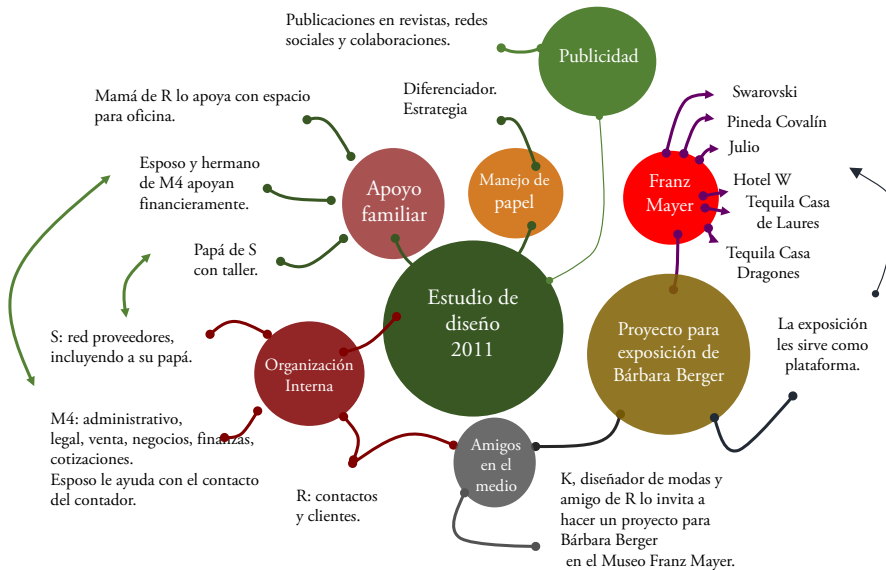 Publicaciones en revistas, redes
sociales y colaboraciones.
Publicidad
Diferenciador.
Estrategia
Mamá de R lo apoya con espacio
para oficina.
Swarovski
Pineda Covalín
Julio
Hotel W
Tequila Casa
de Laures
Tequila Casa
Dragones
Franz
Mayer
Manejo de
papel
Apoyo
familiar
Esposo y hermano
de M4 apoyan
financieramente.
Papá de S
con taller.
Estudio de
diseño
2011
Proyecto para
exposición de
Bárbara Berger
La exposición
les sirve como
plataforma.
S: red proveedores,
incluyendo a su papá.
Organización
Interna
M4: administrativo,
legal, venta, negocios, finanzas,
cotizaciones.
Esposo le ayuda con el contacto
del contador.
R: contactos
y clientes.
Amigos
en el
medio
K, diseñador de modas y
amigo de R lo invita a
hacer un proyecto para
Bárbara Berger
en el Museo Franz Mayer.